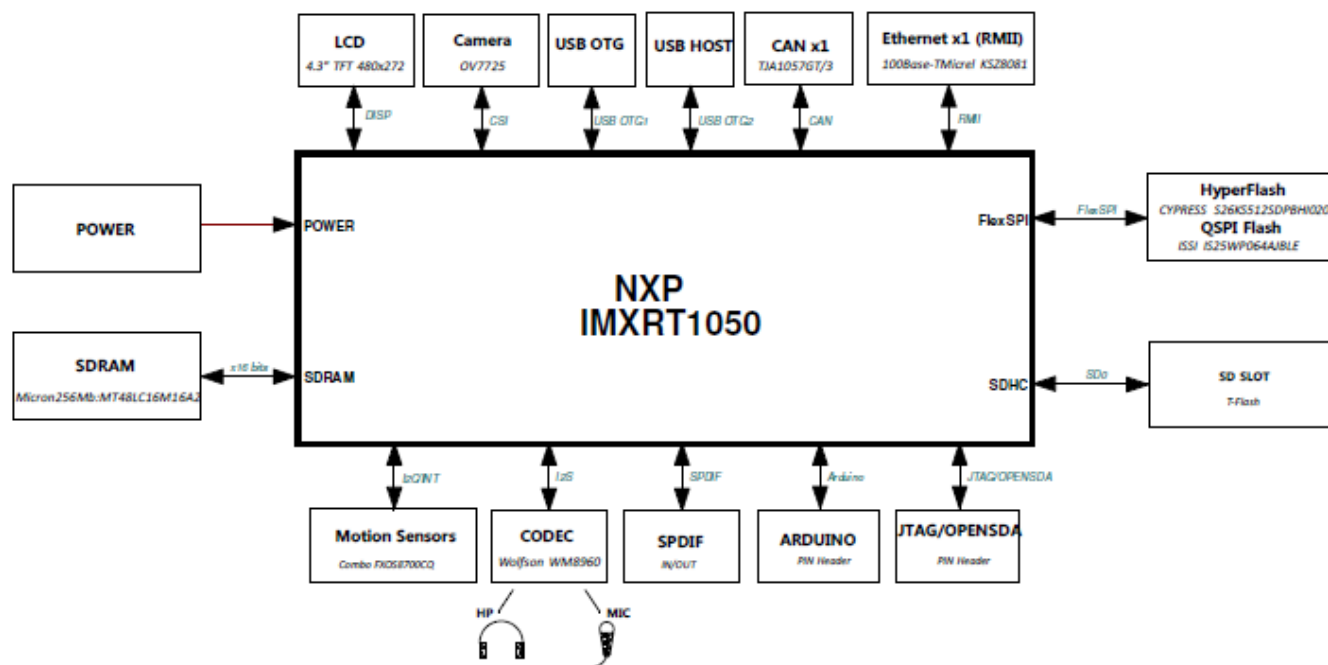 LCD
4.3" TFT 480x272
Camera
OV7725
USB OTG
USB HOST
CAN x1
TJA1057GT/3
Ethernet x1 (RMII)
100Base-TMicrel KSZ8081
DISP
CSI
USB OTG1
USB OTG2
CAN
RMII
POWER
POWER
NXP
IMXRT1050
FlexSPI
FlexSPI
HyperFlash
CYPRESS S26KS512SDPBHI020
QSPI Flash
ISSI IS25WP064AJBLE
SDRAM
Micron256Mb:MT48LC16M16A2
x16 bits
SDRAM
SDHC
SD0
SD SLOT
T-Flash
I2C/INT
I2S
SPDIF
Arduino
JTAG/OPENSDA
Motion Sensors
Combo FXOS8700CQ
CODEC
Wolfson WM8960
SPDIF
IN/OUT
ARDUINO
PIN Header
JTAG/OPENSDA
PIN Header
HP
MIC